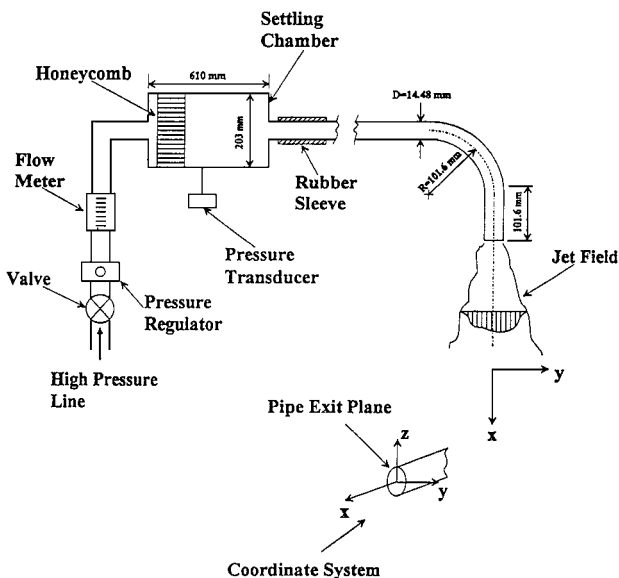 Settling
Chamber
Honeycomb
610 mm
D=14.48 mm
203 mm
R=101.6 mm
101.6 mm
Flow
Meter
Rubber
Sleeve
Pressure
Transducer
Jet Field
Valve
Pressure
Regulator
High Pressure
Line
y
x
Pipe Exit Plane
z
y
x
Coordinate System